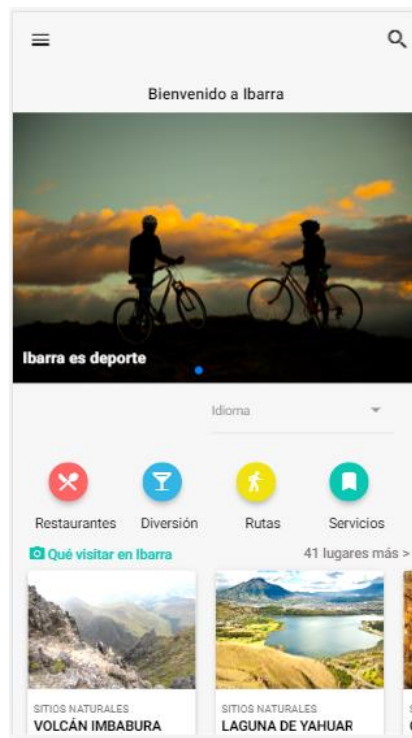 Bienvenido a Ibarra
Ibarra es deporte
Idioma
Restaurantes Diversión Rutas Servicios
Qué visitar en Ibarra 41 lugares más >
SITIOS NATURALES SITIOS NATURALES
VOLCÁN IMBABURA LAGUNA DE YAHUAR